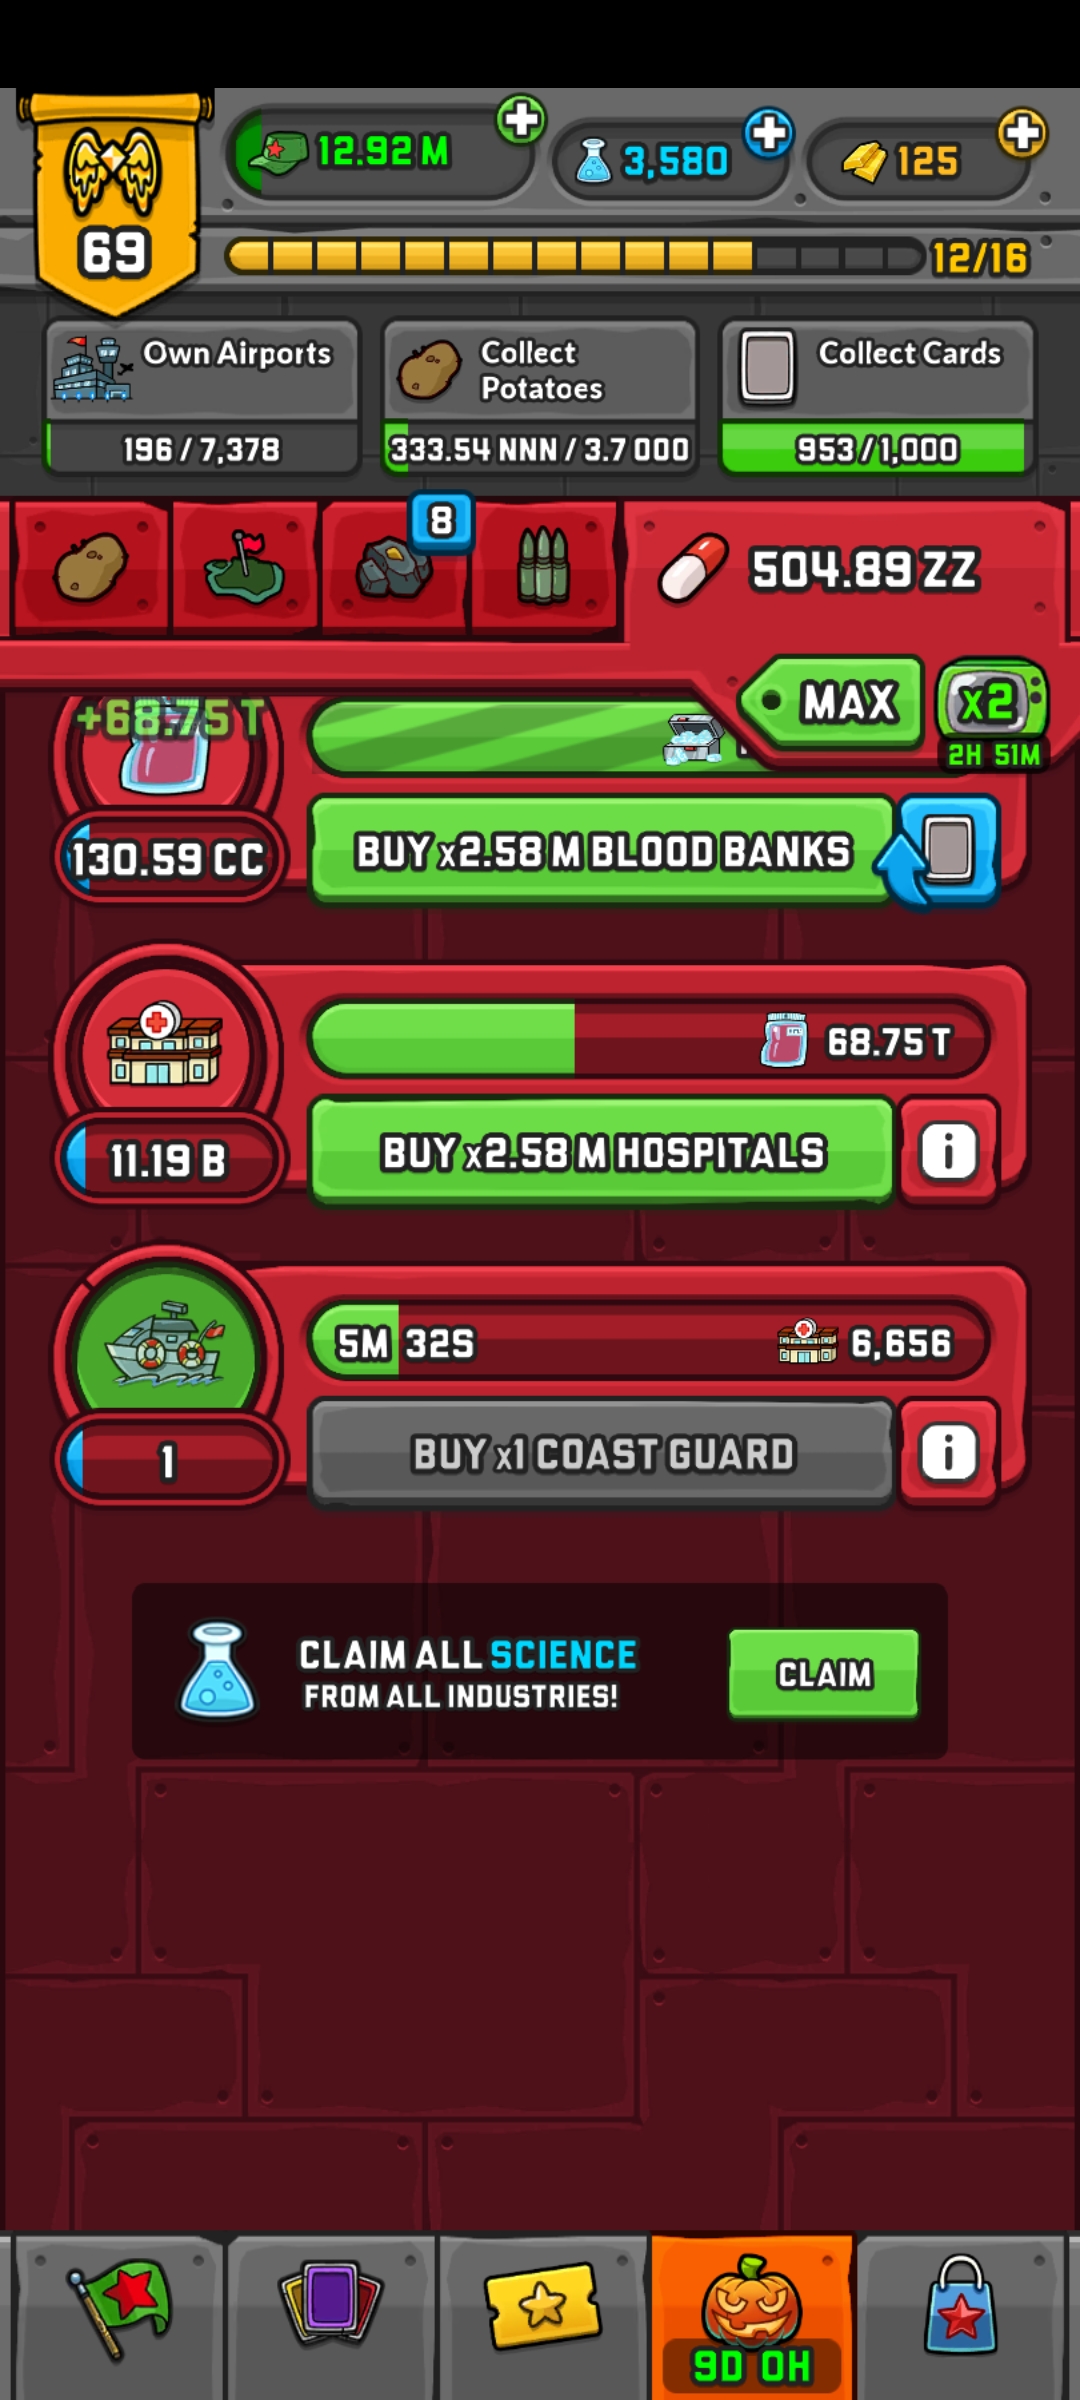 12.92 M
3,580
125
69
12/16
Own Airports
196 / 7,378
Collect
Potatoes
333.54 NNN / 3.7 OOO
Collect Cards
953 / 1,000
8
504.89 ZZ
MAX
x2
2H 51M
+68.75 T
130.59 CC
BUY x2.58 M BLOOD BANKS
68.75 T
11.19 B
BUY x2.58 M HOSPITALS
i
5M 32S
6,656
1
BUY x1 COAST GUARD
i
CLAIM ALL SCIENCE
FROM ALL INDUSTRIES!
CLAIM
9D 0H